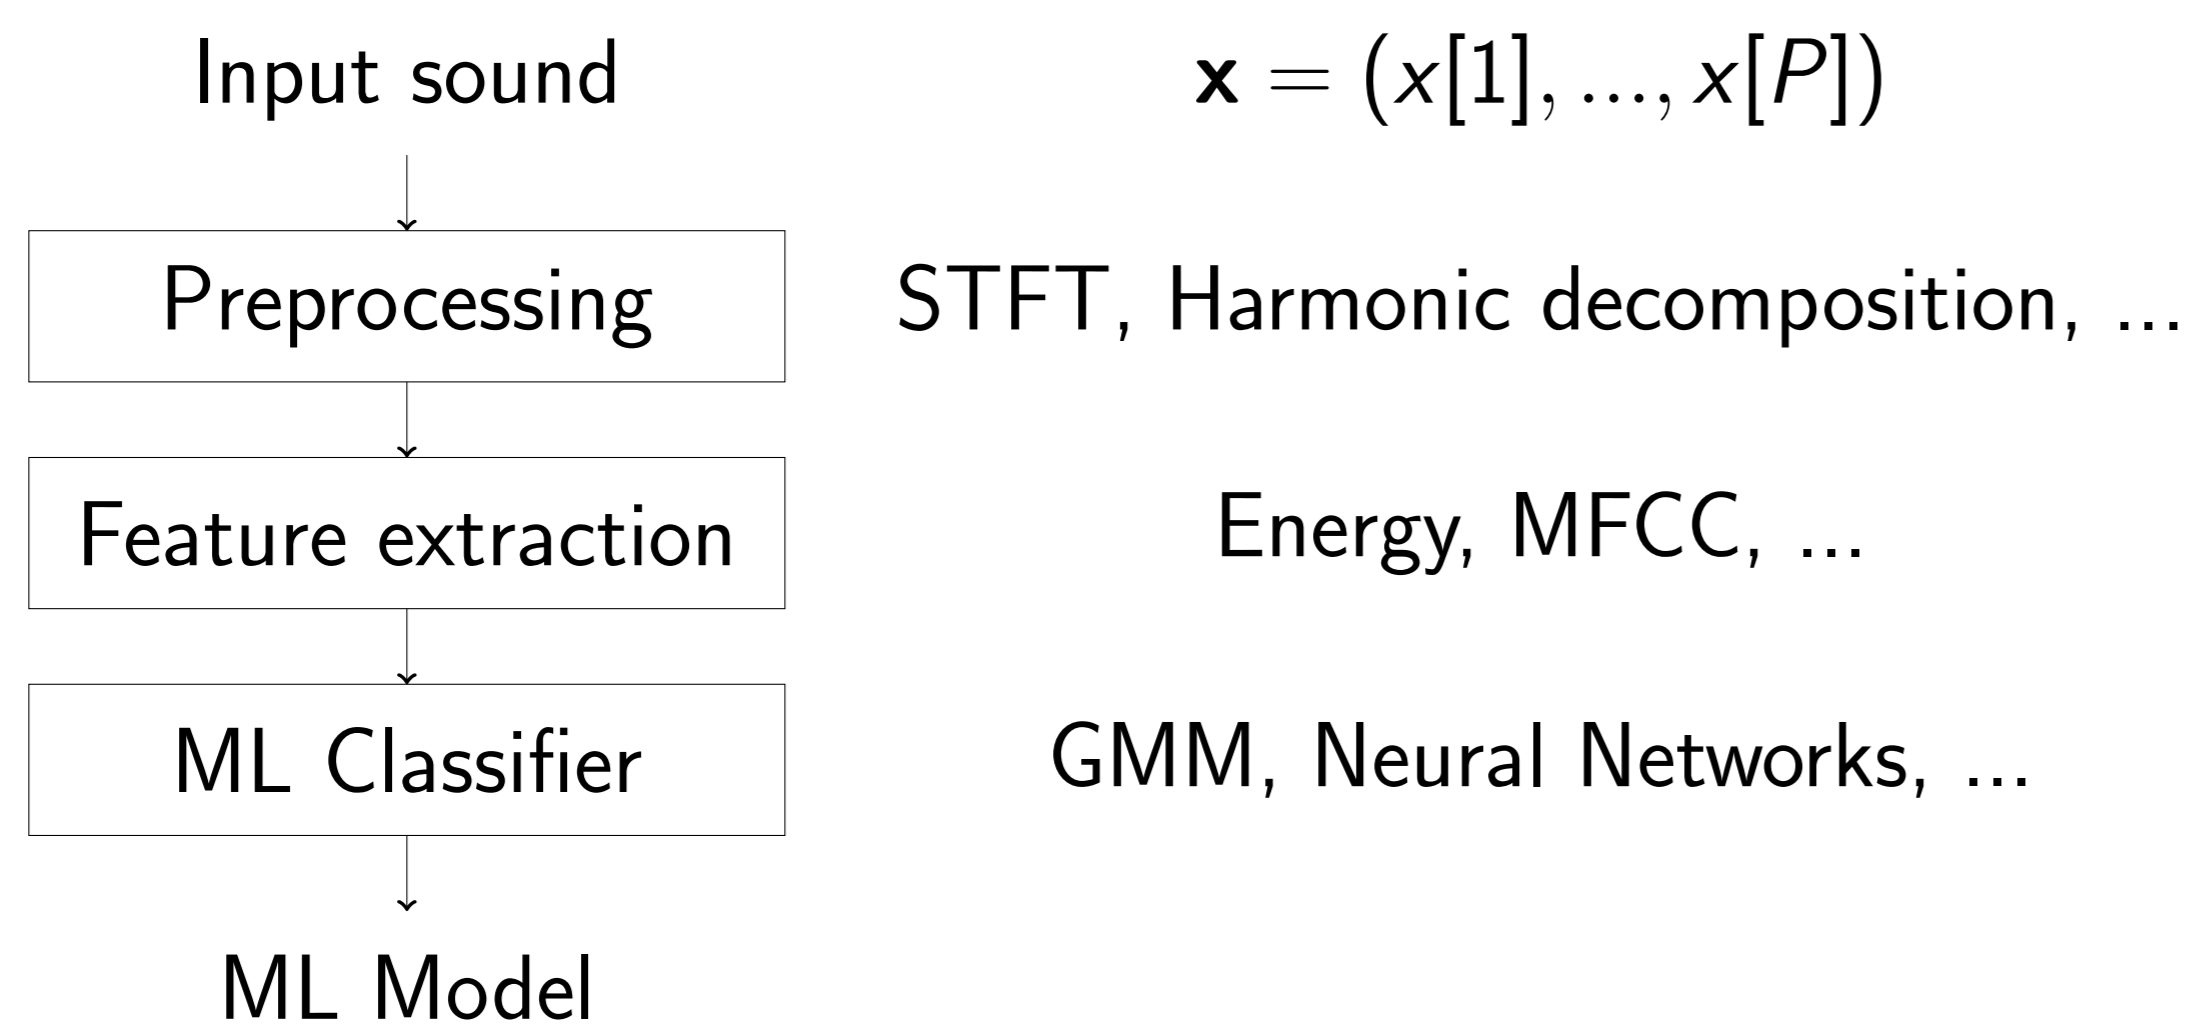 Input sound
x = (x[1], ..., x[P])
Preprocessing
STFT, Harmonic decomposition, ...
Feature extraction
Energy, MFCC, ...
ML Classifier
GMM, Neural Networks, ...
ML Model